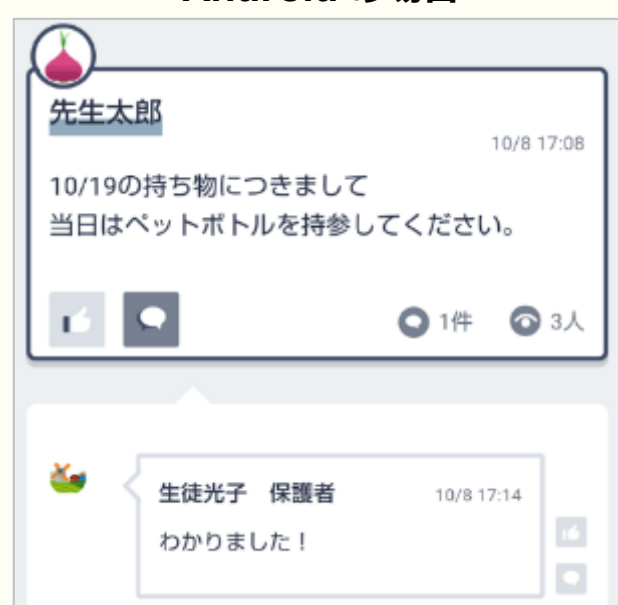 先生太郎
10/8 17:08
10/19の持ち物につきまして
当日はペットボトルを持参してください。
1件 3人
生徒光子 保護者 10/8 17:14
わかりました！